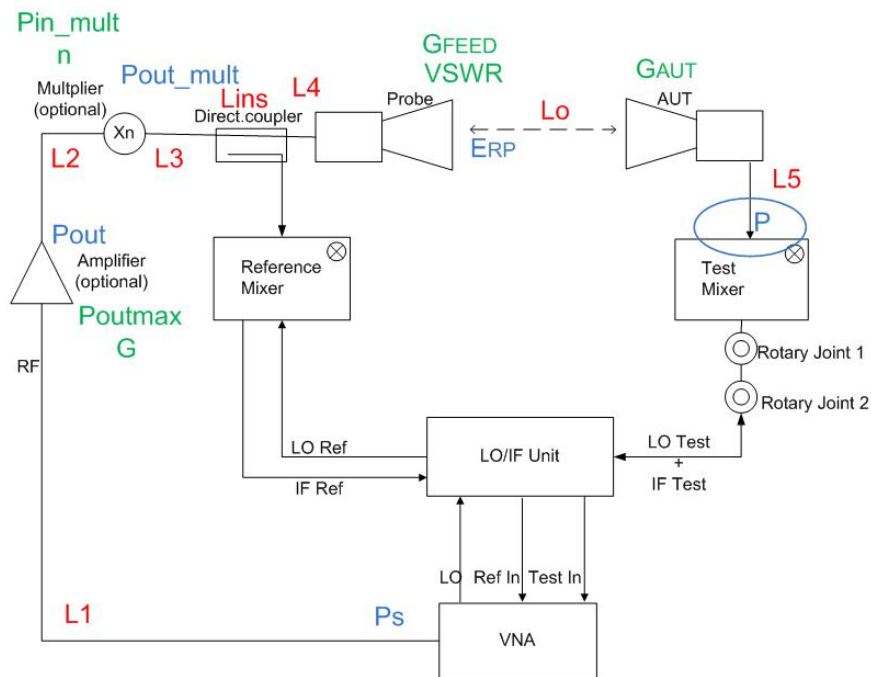 Pin_mult
n
Multplier
(optional)
Pout_mult
Xn
L2
L3
Lins
Direct.coupler
L4
GFEED
VSWR
Probe
ERP
Lo
GAUT
AUT
L5
P
Pout
Amplifier
(optional)
Poutmax
G
RF
Reference
Mixer
Test
Mixer
Rotary Joint 1
Rotary Joint 2
LO Ref
IF Ref
LO/IF Unit
LO Test
+
IF Test
LO
Ref In
Test In
L1
Ps
VNA